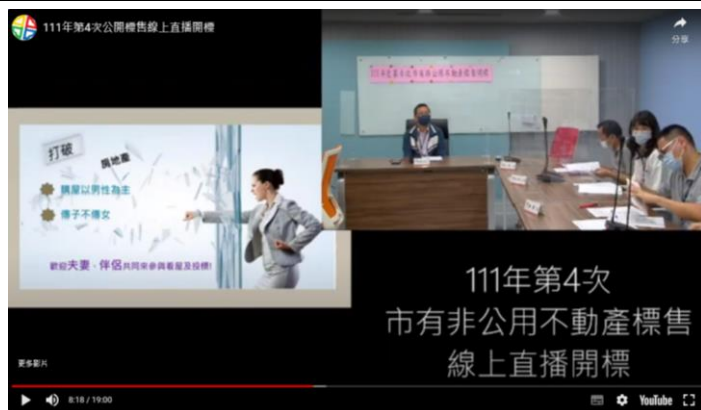 111年第4次公開標售線上直播開標
分享
打破
房地產
購屋以男性為主
傳子不傳女
歡迎夫妻、伴侶共同來參與看屋及投標!
111年第4次
市有非公用不動產標售
線上直播開標
更多影片
8:18 / 19:00
YouTube